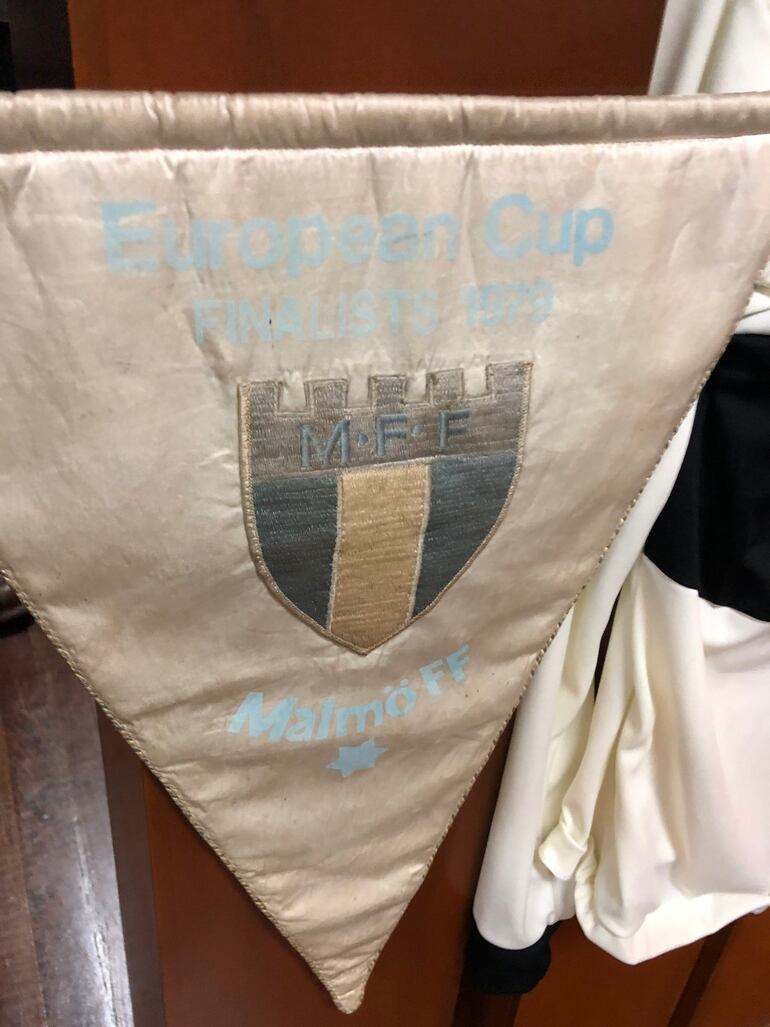 European Cup
FINALISTS 1979
M·F·F
Malmö FF